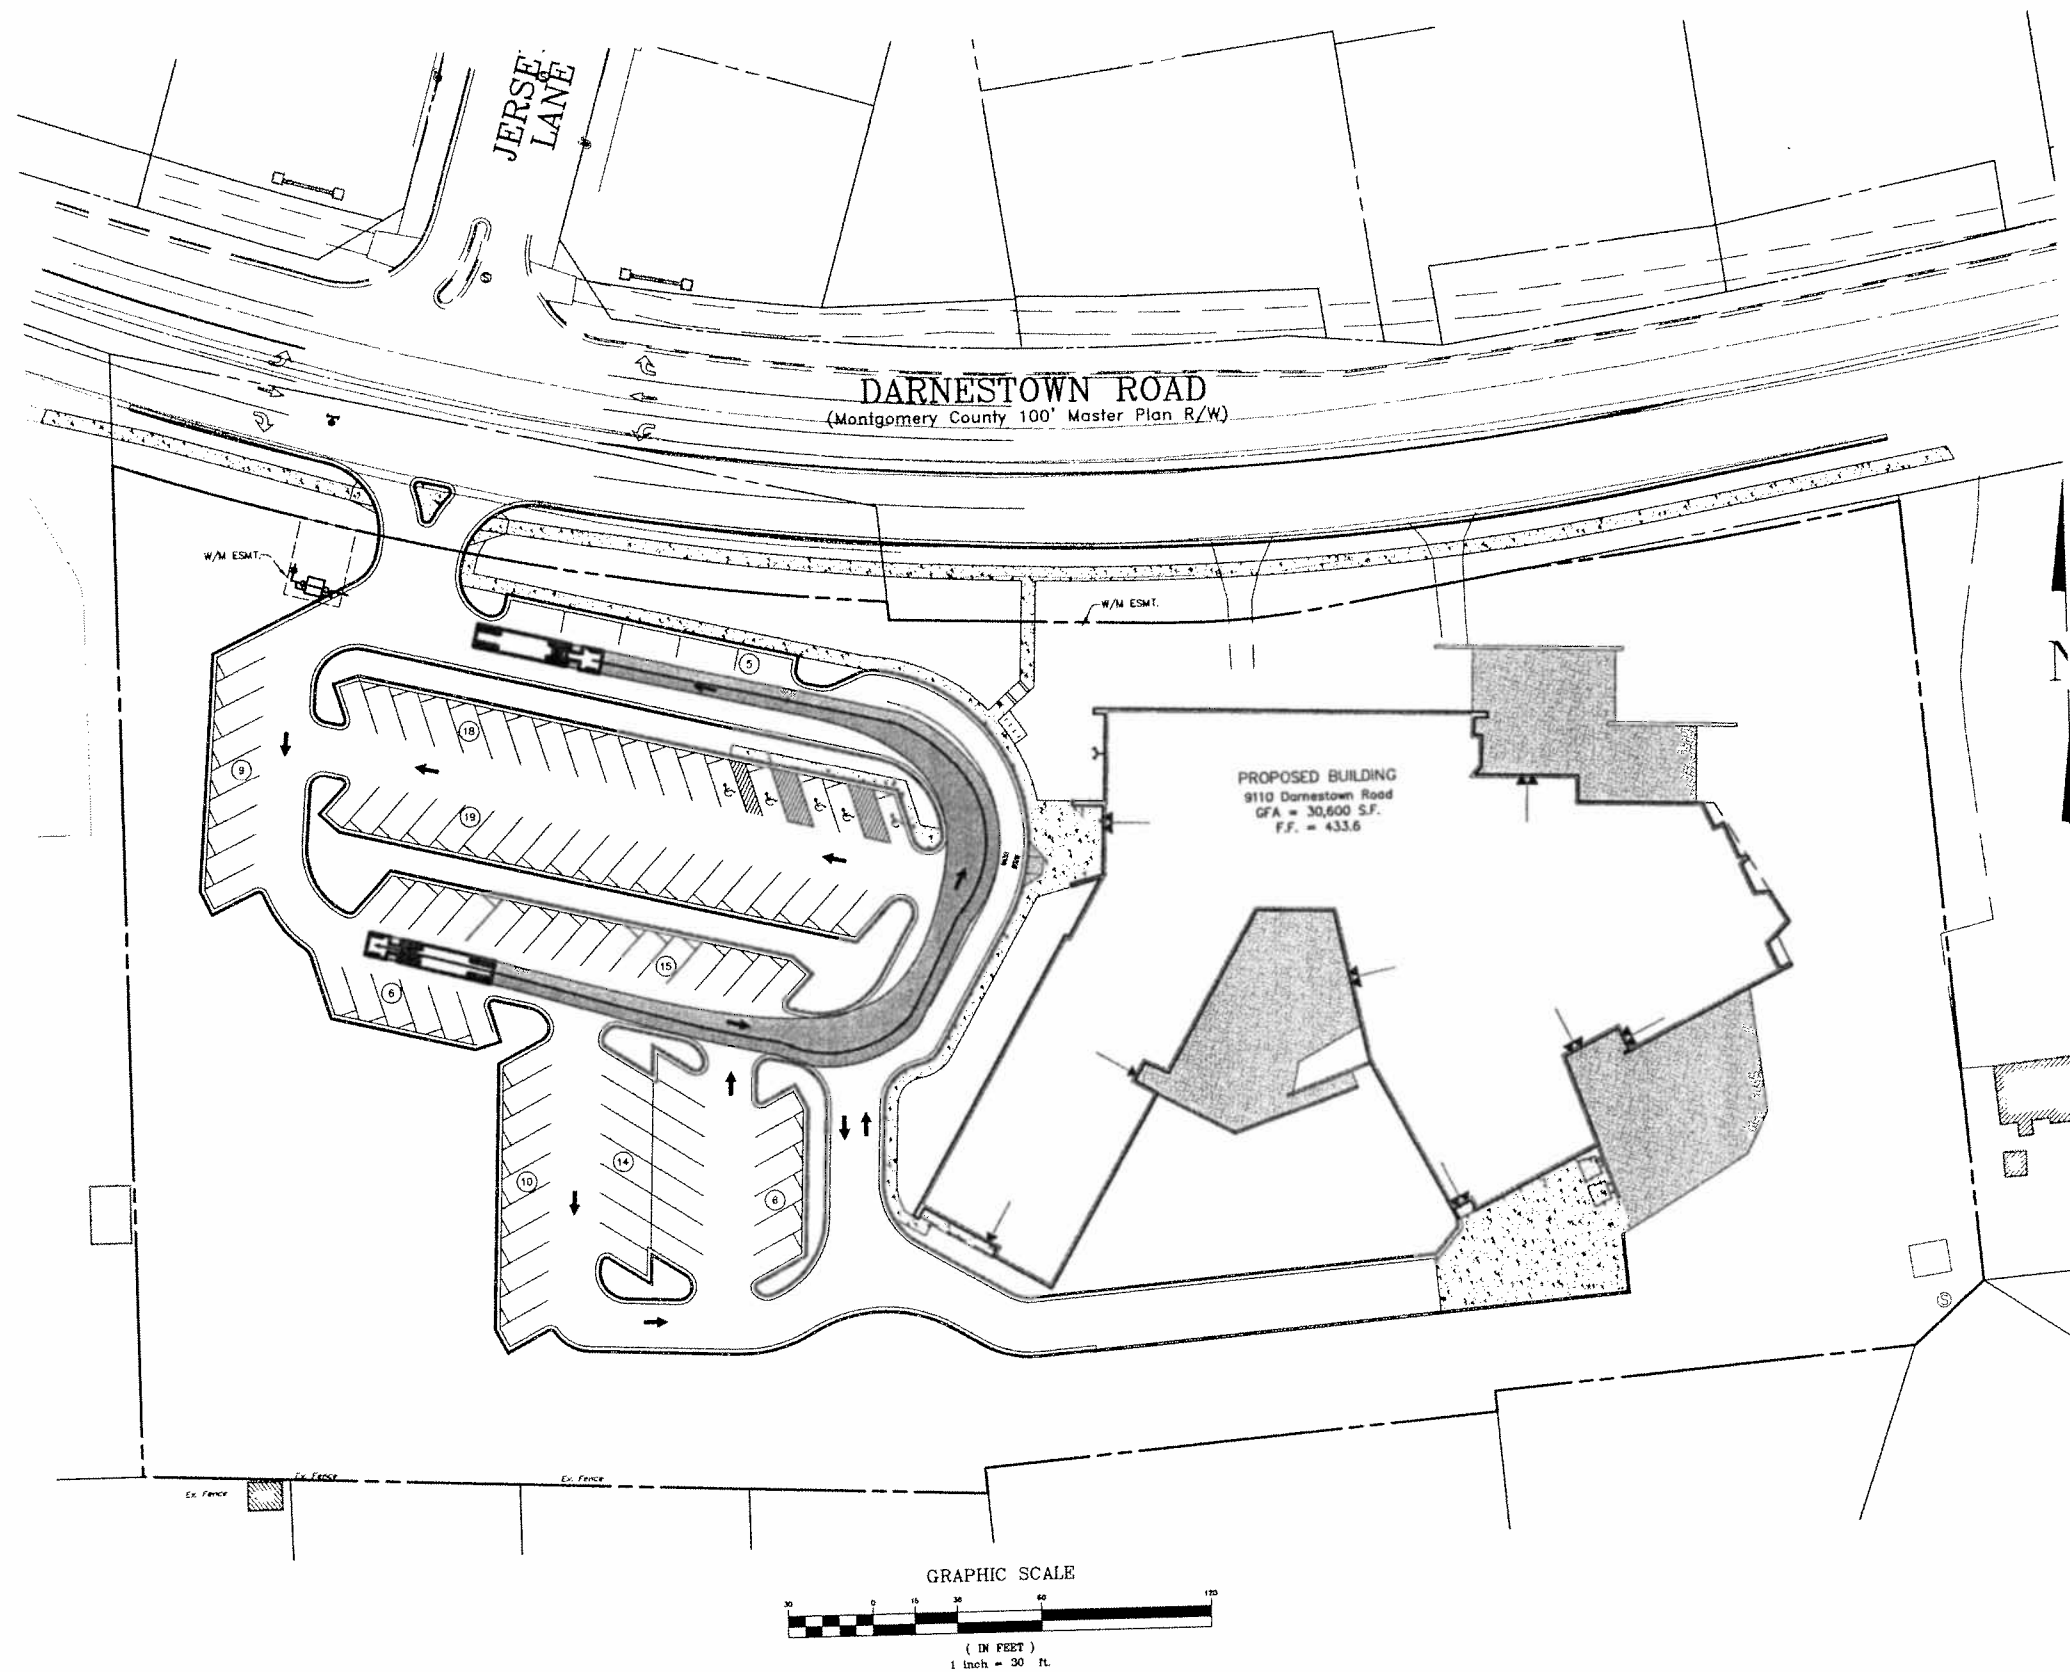 JERSE
LANE
DARNESTOWN ROAD
(Montgomery County 100' Master Plan R/W)
W/M ESMT.
W/M ESMT.
5
18
9
19
PROPOSED BUILDING
9110 Darnestown Road
GFA = 30,600 S.F.
F.F. = 433.6
15
6
14
10
6
S
Ex. Fence
Ex. Fence
Ex. Fence
N
GRAPHIC SCALE
30 0 15 30 60 120
( IN FEET )
1 inch = 30 ft.